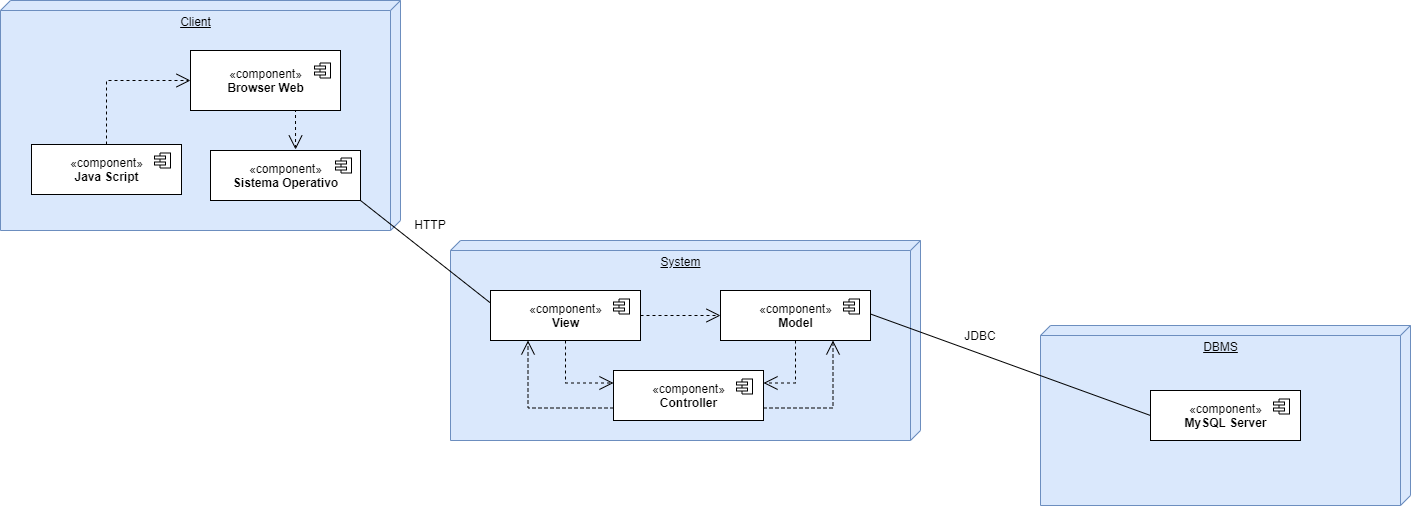 Client
«component»
Browser Web
«component»
Java Script
«component»
Sistema Operativo
HTTP
System
«component»
View
«component»
Model
«component»
Controller
JDBC
DBMS
«component»
MySQL Server